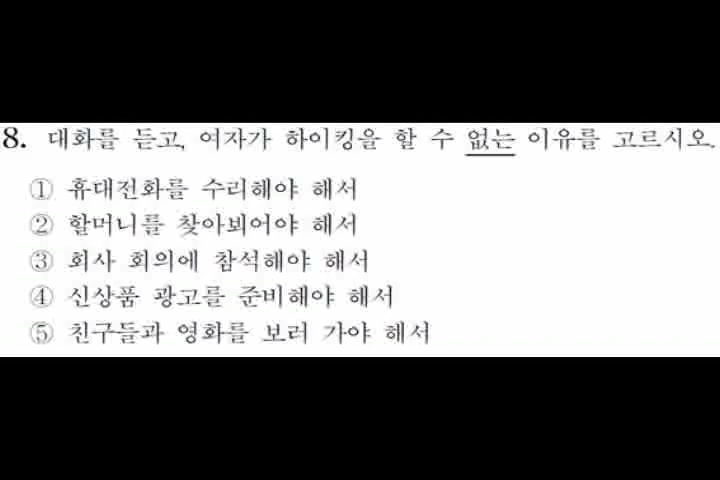 8. 대화를 듣고, 여자가 하이킹을 할 수 없는 이유를 고르시오.
① 휴대전화를 수리해야 해서
② 할머니를 찾아뵈어야 해서
③ 회사 회의에 참석해야 해서
④ 신상품 광고를 준비해야 해서
⑤ 친구들과 영화를 보러 가야 해서